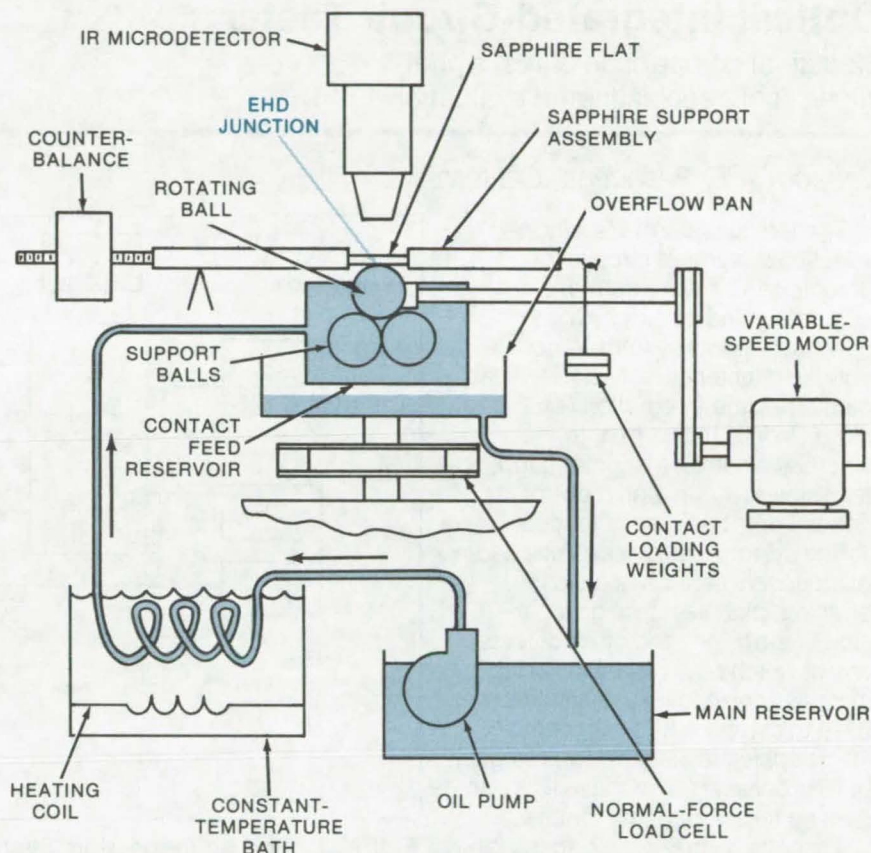 IR MICRODETECTOR
SAPPHIRE FLAT
EHD
JUNCTION
SAPPHIRE SUPPORT
ASSEMBLY
COUNTER-
BALANCE
ROTATING
BALL
OVERFLOW PAN
VARIABLE-
SPEED MOTOR
SUPPORT
BALLS
CONTACT
FEED
RESERVOIR
CONTACT
LOADING
WEIGHTS
MAIN RESERVOIR
HEATING
COIL
CONSTANT-
TEMPERATURE
BATH
OIL PUMP
NORMAL-FORCE
LOAD CELL